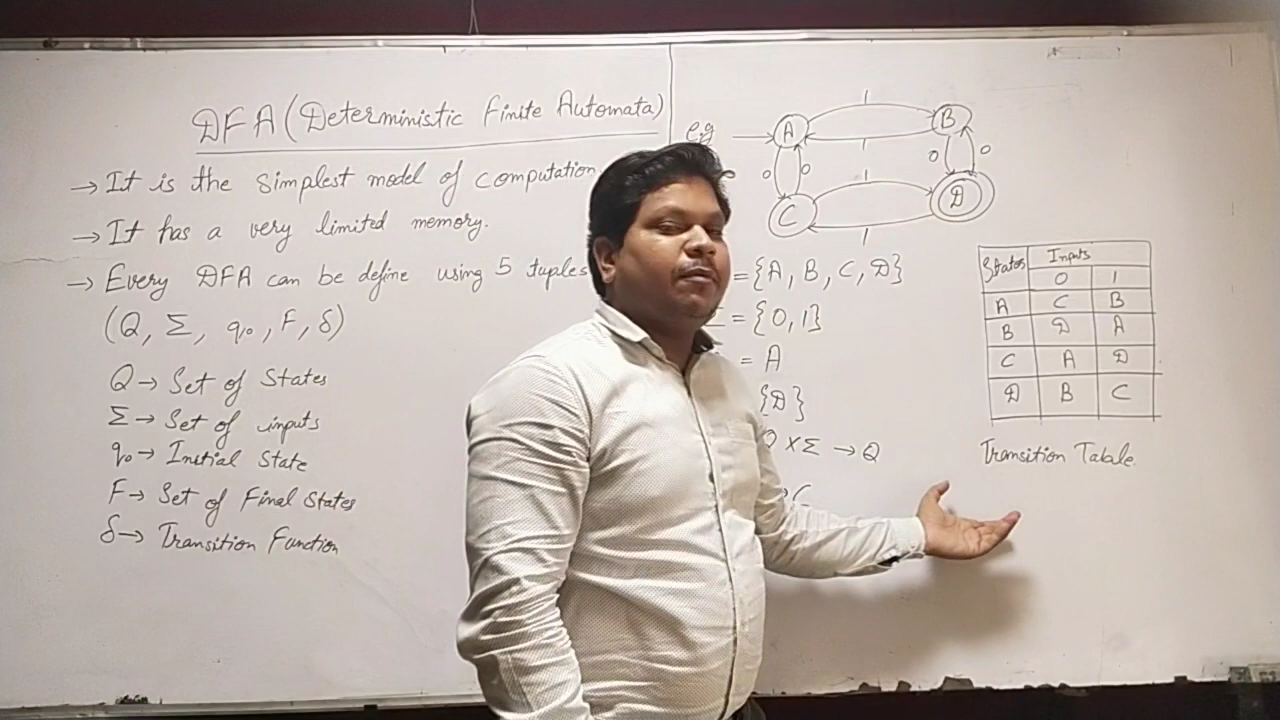 DFA (Deterministic Finite Automata)
→ It is the simplest model of computation
→ It has a very limited memory.
→ Every DFA can be define using 5 tuples
(Q, Σ, q0, F, δ)
Q → Set of States
Σ → Set of inputs
q0 → Initial State
F → Set of Final States
δ → Transition Function
e.g
A 1 B
1
0 0 0 0
C 1 D
1
= {A, B, C, D}
= {0, 1}
= A
{D}
Q X Σ → Q
States Inputs
0 1
A C B
B D A
C A D
D B C
Transition Table.